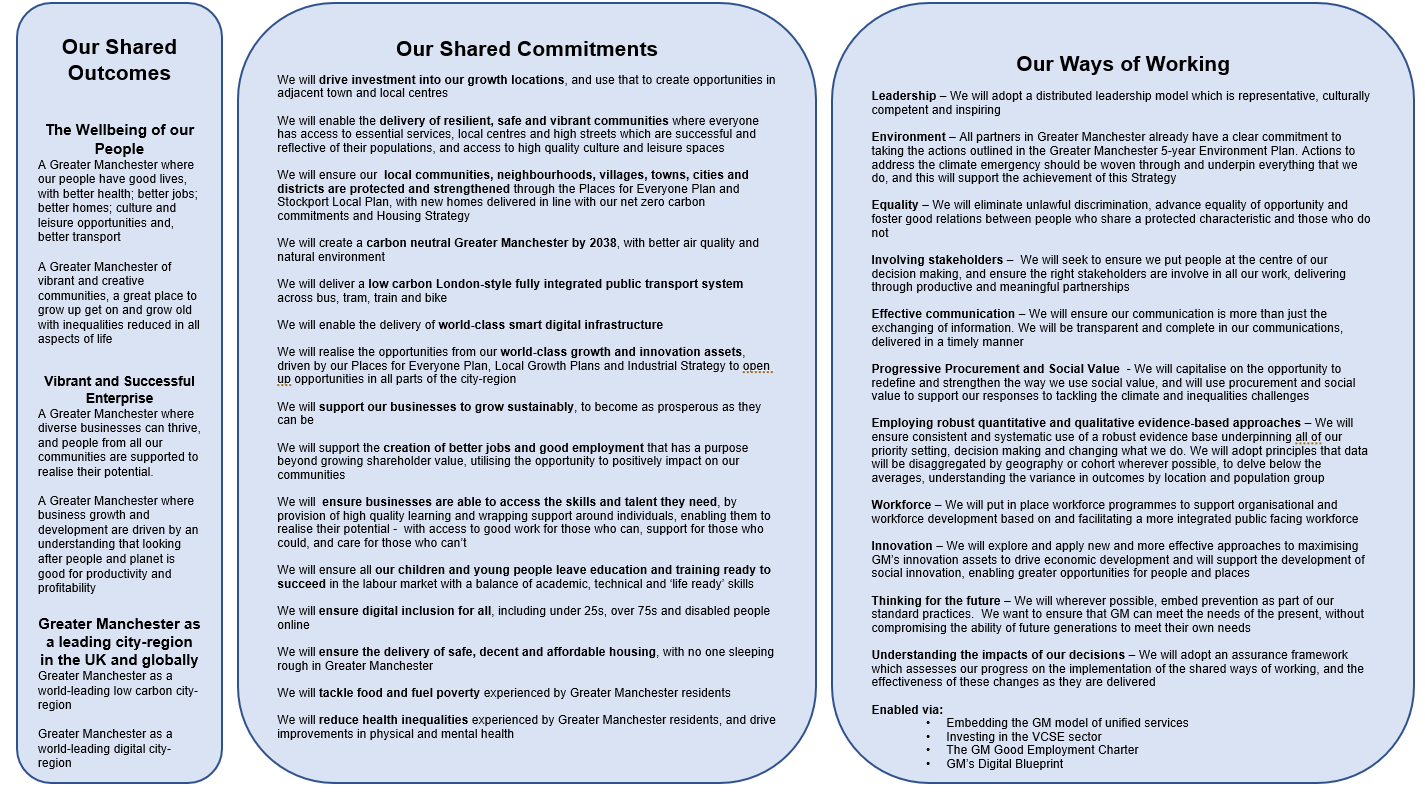 Our Shared
Outcomes
The Wellbeing of our
People
A Greater Manchester where
our people have good lives,
with better health; better jobs;
better homes; culture and
leisure opportunities and,
better transport
A Greater Manchester of
vibrant and creative
communities, a great place to
grow up get on and grow old
with inequalities reduced in all
aspects of life
Vibrant and Successful
Enterprise
A Greater Manchester where
diverse businesses can thrive,
and people from all our
communities are supported to
realise their potential.
A Greater Manchester where
business growth and
development are driven by an
understanding that looking
after people and planet is
good for productivity and
profitability
Greater Manchester as
a leading city-region
in the UK and globally
Greater Manchester as a
world-leading low carbon city-
region
Greater Manchester as a
world-leading digital city-
region
Our Shared Commitments
We will drive investment into our growth locations, and use that to create opportunities in
adjacent town and local centres
We will enable the delivery of resilient, safe and vibrant communities where everyone
has access to essential services, local centres and high streets which are successful and
reflective of their populations, and access to high quality culture and leisure spaces
We will ensure our  local communities, neighbourhoods, villages, towns, cities and
districts are protected and strengthened through the Places for Everyone Plan and
Stockport Local Plan, with new homes delivered in line with our net zero carbon
commitments and Housing Strategy
We will create a carbon neutral Greater Manchester by 2038, with better air quality and
natural environment
We will deliver a low carbon London-style fully integrated public transport system
across bus, tram, train and bike
We will enable the delivery of world-class smart digital infrastructure
We will realise the opportunities from our world-class growth and innovation assets,
driven by our Places for Everyone Plan, Local Growth Plans and Industrial Strategy to open
up opportunities in all parts of the city-region
We will support our businesses to grow sustainably, to become as prosperous as they
can be
We will support the creation of better jobs and good employment that has a purpose
beyond growing shareholder value, utilising the opportunity to positively impact on our
communities
We will  ensure businesses are able to access the skills and talent they need, by
provision of high quality learning and wrapping support around individuals, enabling them to
realise their potential -  with access to good work for those who can, support for those who
could, and care for those who can't
We will ensure all our children and young people leave education and training ready to
succeed in the labour market with a balance of academic, technical and 'life ready' skills
We will ensure digital inclusion for all, including under 25s, over 75s and disabled people
online
We will ensure the delivery of safe, decent and affordable housing, with no one sleeping
rough in Greater Manchester
We will tackle food and fuel poverty experienced by Greater Manchester residents
We will reduce health inequalities experienced by Greater Manchester residents, and drive
improvements in physical and mental health
Our Ways of Working
Leadership – We will adopt a distributed leadership model which is representative, culturally
competent and inspiring
Environment – All partners in Greater Manchester already have a clear commitment to
taking the actions outlined in the Greater Manchester 5-year Environment Plan. Actions to
address the climate emergency should be woven through and underpin everything that we
do, and this will support the achievement of this Strategy
Equality – We will eliminate unlawful discrimination, advance equality of opportunity and
foster good relations between people who share a protected characteristic and those who do
not
Involving stakeholders –  We will seek to ensure we put people at the centre of our
decision making, and ensure the right stakeholders are involve in all our work, delivering
through productive and meaningful partnerships
Effective communication – We will ensure our communication is more than just the
exchanging of information. We will be transparent and complete in our communications,
delivered in a timely manner
Progressive Procurement and Social Value  - We will capitalise on the opportunity to
redefine and strengthen the way we use social value, and will use procurement and social
value to support our responses to tackling the climate and inequalities challenges
Employing robust quantitative and qualitative evidence-based approaches – We will
ensure consistent and systematic use of a robust evidence base underpinning all of our
priority setting, decision making and changing what we do. We will adopt principles that data
will be disaggregated by geography or cohort wherever possible, to delve below the
averages, understanding the variance in outcomes by location and population group
Workforce – We will put in place workforce programmes to support organisational and
workforce development based on and facilitating a more integrated public facing workforce
Innovation – We will explore and apply new and more effective approaches to maximising
GM's innovation assets to drive economic development and will support the development of
social innovation, enabling greater opportunities for people and places
Thinking for the future – We will wherever possible, embed prevention as part of our
standard practices.  We want to ensure that GM can meet the needs of the present, without
compromising the ability of future generations to meet their own needs
Understanding the impacts of our decisions – We will adopt an assurance framework
which assesses our progress on the implementation of the shared ways of working, and the
effectiveness of these changes as they are delivered
Enabled via:
• Embedding the GM model of unified services
• Investing in the VCSE sector
• The GM Good Employment Charter
• GM's Digital Blueprint